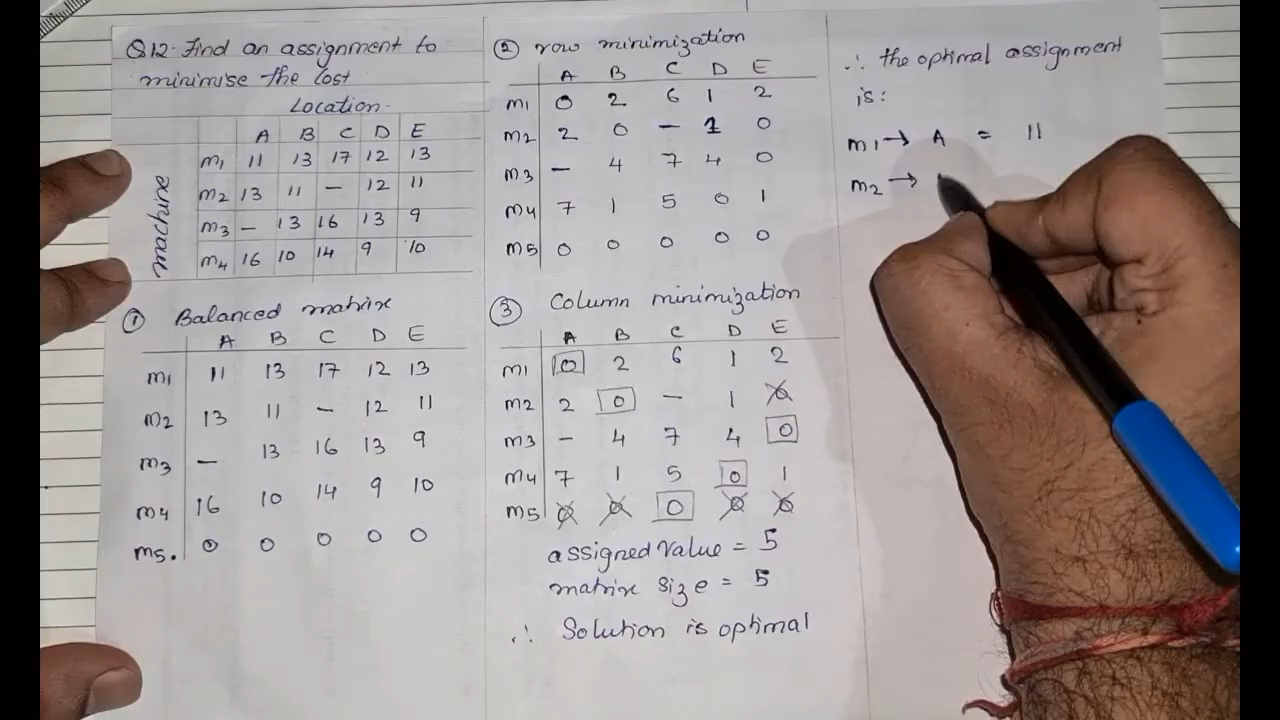 Q12. Find an assignment to
minimise the cost
Location.
A B C D E
machine
m1 11 13 17 12 13
m2 13 11 – 12 11
m3 – 13 16 13 9
m4 16 10 14 9 10
① Balanced matrix
A B C D E
m1 11 13 17 12 13
m2 13 11 – 12 11
m3 – 13 16 13 9
m4 16 10 14 9 10
m5. 0 0 0 0 0
② row minimization
A B C D E
m1 0 2 6 1 2
m2 2 0 – 1 0
m3 – 4 7 4 0
m4 7 1 5 0 1
m5 0 0 0 0 0
③ Column minimization
A B C D E
m1 0 2 6 1 2
m2 2 0 – 1 0
m3 – 4 7 4 0
m4 7 1 5 0 1
m5 0 0 0 0 0
assigned value = 5
matrix size = 5
∴ Solution is optimal
∴ the optimal assignment
is:
m1 → A = 11
m2 →